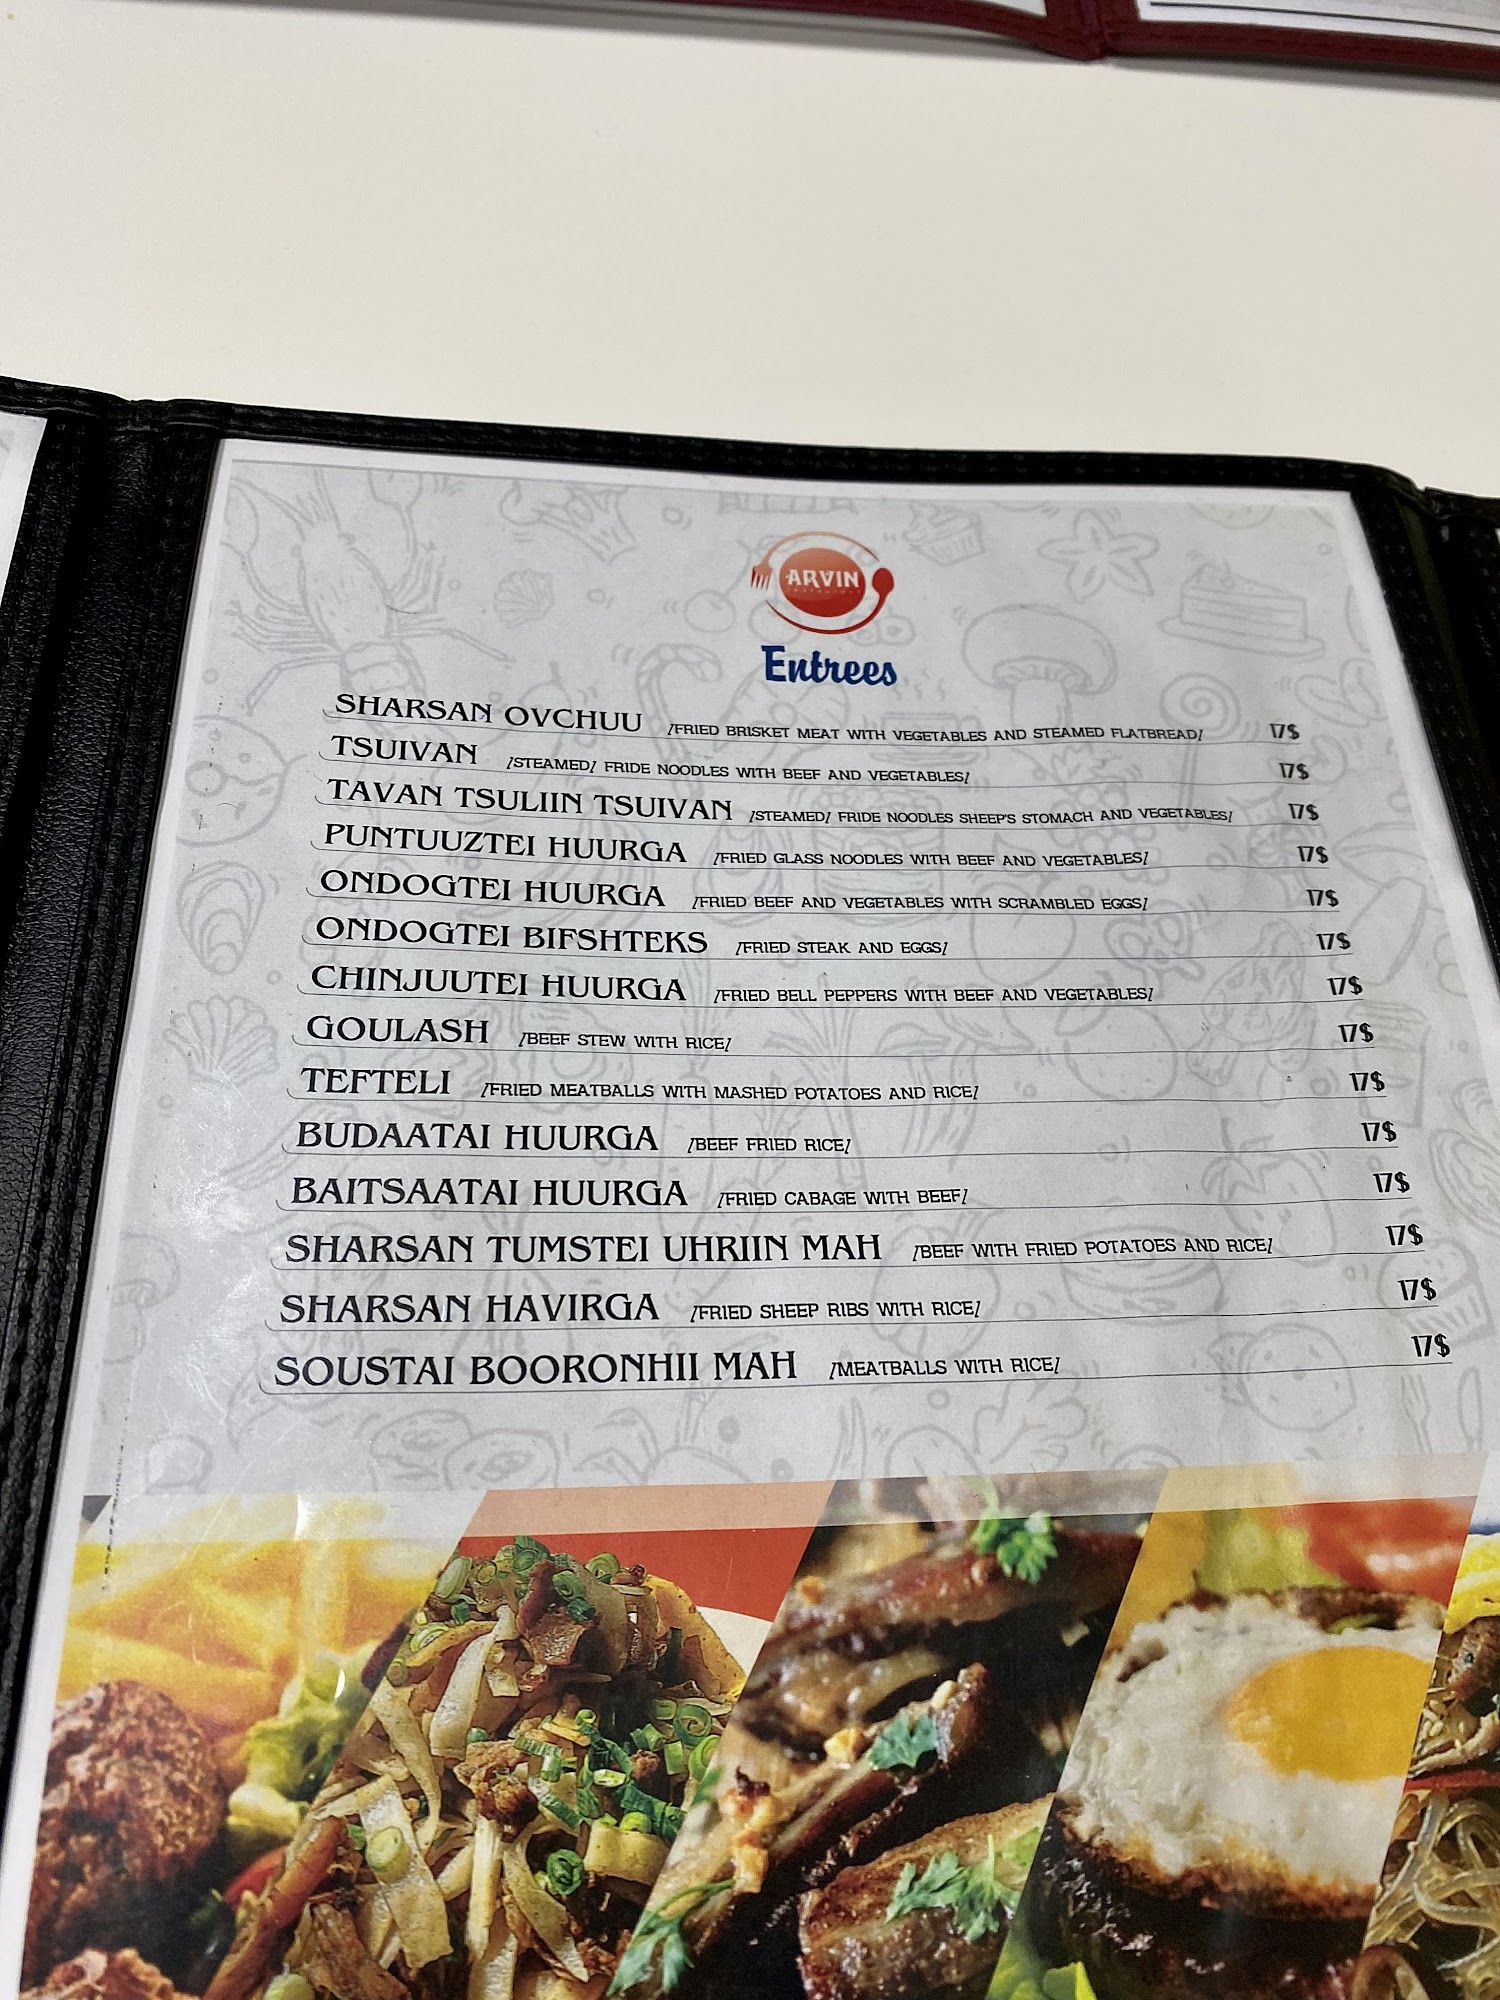 ARVIN
Entrees
SHARSAN OVCHUU [FRIED BRISKET MEAT WITH VEGETABLES AND STEAMED FLATBREAD] 17$
TSUIVAN [STEAMED] FRIDE NOODLES WITH BEEF AND VEGETABLES] 17$
TAVAN TSULIIN TSUIVAN [STEAMED] FRIDE NOODLES SHEEP'S STOMACH AND VEGETABLES] 17$
PUNTUUZTEI HUURGA [FRIED GLASS NOODLES WITH BEEF AND VEGETABLES] 17$
ONDOGTEI HUURGA [FRIED BEEF AND VEGETABLES WITH SCRAMBLED EGGS] 17$
ONDOGTEI BIFSHTEKS [FRIED STEAK AND EGGS] 17$
CHINJUUTEI HUURGA [FRIED BELL PEPPERS WITH BEEF AND VEGETABLES] 17$
GOULASH [BEEF STEW WITH RICE] 17$
TEFTELI [FRIED MEATBALLS WITH MASHED POTATOES AND RICE] 17$
BUDAATAI HUURGA [BEEF FRIED RICE] 17$
BAITSAATAI HUURGA [FRIED CABAGE WITH BEEF] 17$
SHARSAN TUMSTEI UHRIIN MAH [BEEF WITH FRIED POTATOES AND RICE] 17$
SHARSAN HAVIRGA [FRIED SHEEP RIBS WITH RICE] 17$
SOUSTAI BOORONHII MAH [MEATBALLS WITH RICE] 17$